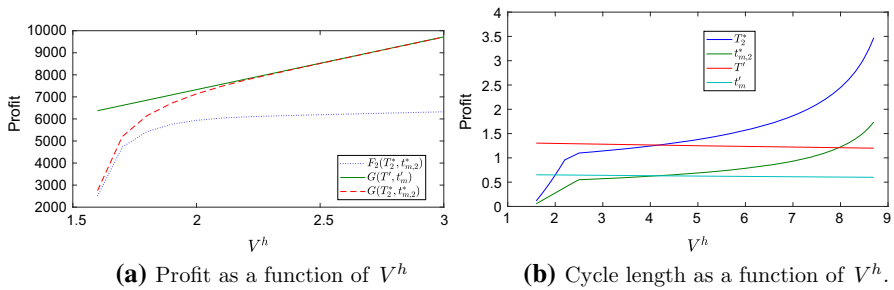 10000
9000
8000
7000
6000
5000
4000
3000
2000
Profit
1.5 2 2.5 3
V^h
F_2(T_2^*, t_{m,2}^*)
G(T′, t′_m)
G(T_2^*, t_{m,2}^*)
(a) Profit as a function of V^h
4
3.5
3
2.5
2
1.5
1
0.5
0
Profit
1 2 3 4 5 6 7 8 9
V^h
T_2^*
t_{m,2}^*
T′
t′_m
(b) Cycle length as a function of V^h.